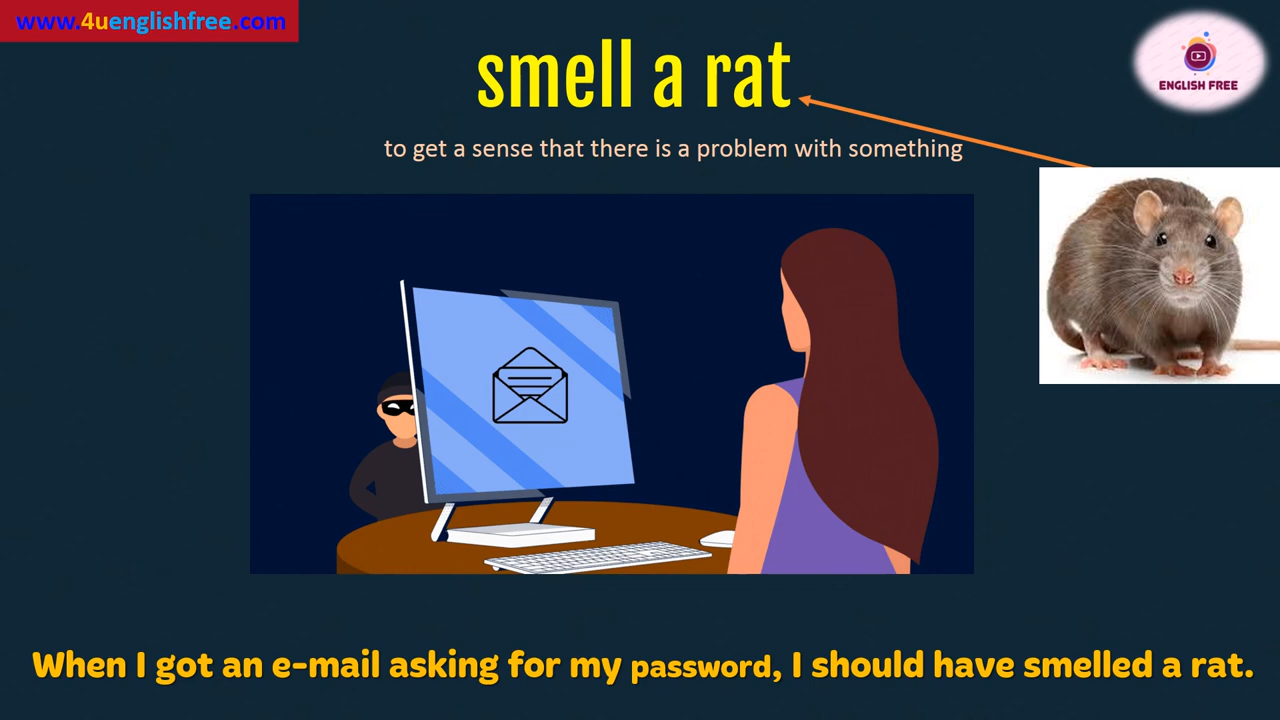 www.4uenglishfree.com
smell a rat
ENGLISH FREE
to get a sense that there is a problem with something
When I got an e-mail asking for my password, I should have smelled a rat.